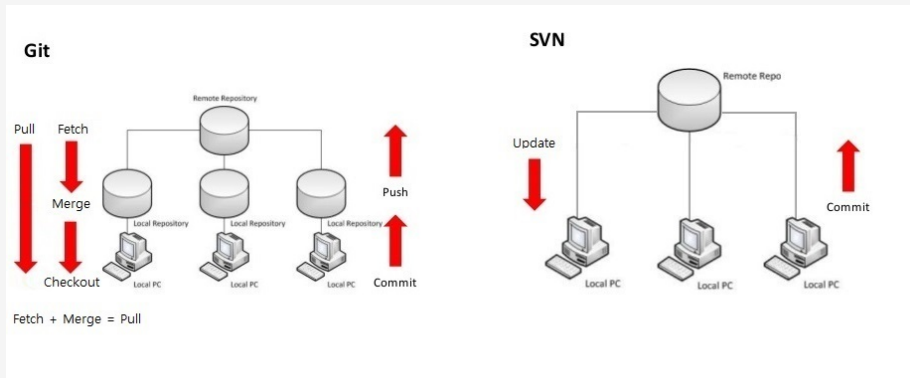 Git
Remote Repository
Pull
Fetch
Merge
Checkout
Push
Commit
Local Repository
Local Repository
Local Repository
Local PC
Local PC
Local PC
Fetch + Merge = Pull
SVN
Remote Repo
Update
Commit
Local PC
Local PC
Local PC